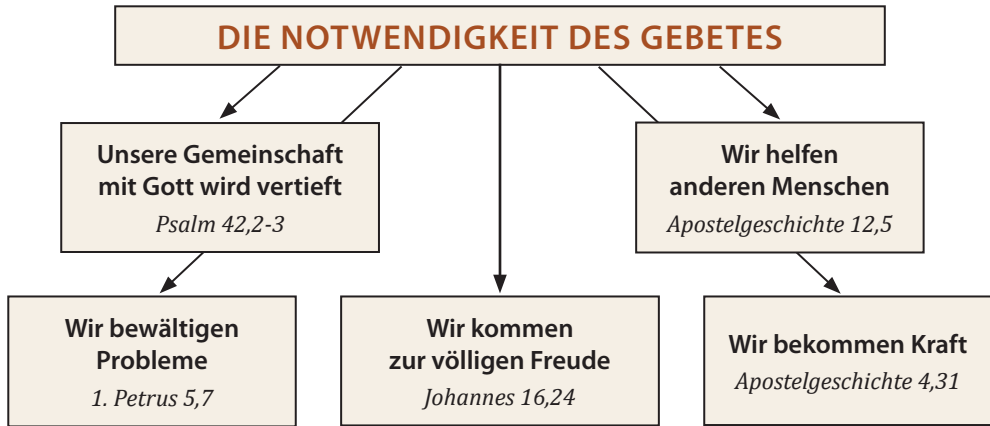 DIE NOTWENDIGKEIT DES GEBETES
Unsere Gemeinschaft
mit Gott wird vertieft
Psalm 42,2-3
Wir helfen
anderen Menschen
Apostelgeschichte 12,5
Wir bewältigen
Probleme
1. Petrus 5,7
Wir kommen
zur völligen Freude
Johannes 16,24
Wir bekommen Kraft
Apostelgeschichte 4,31